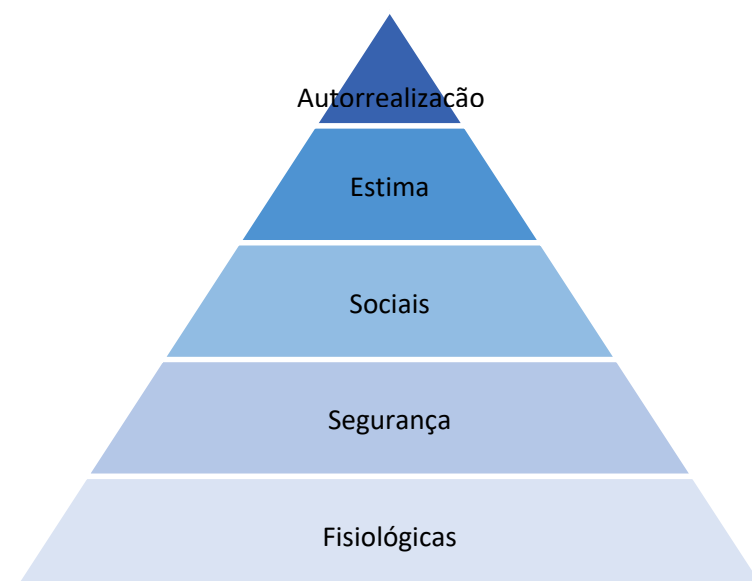 Autorrealização
Estima
Sociais
Segurança
Fisiológicas